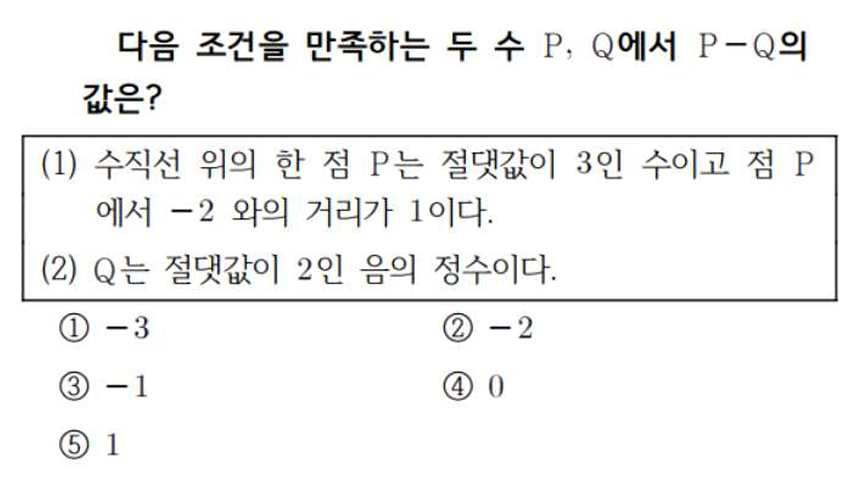 다음 조건을 만족하는 두 수 P, Q에서 P－Q의
값은?
(1) 수직선 위의 한 점 P는 절댓값이 3인 수이고 점 P
에서 －2 와의 거리가 1이다.
(2) Q는 절댓값이 2인 음의 정수이다.
① －3 ② －2
③ －1 ④ 0
⑤ 1